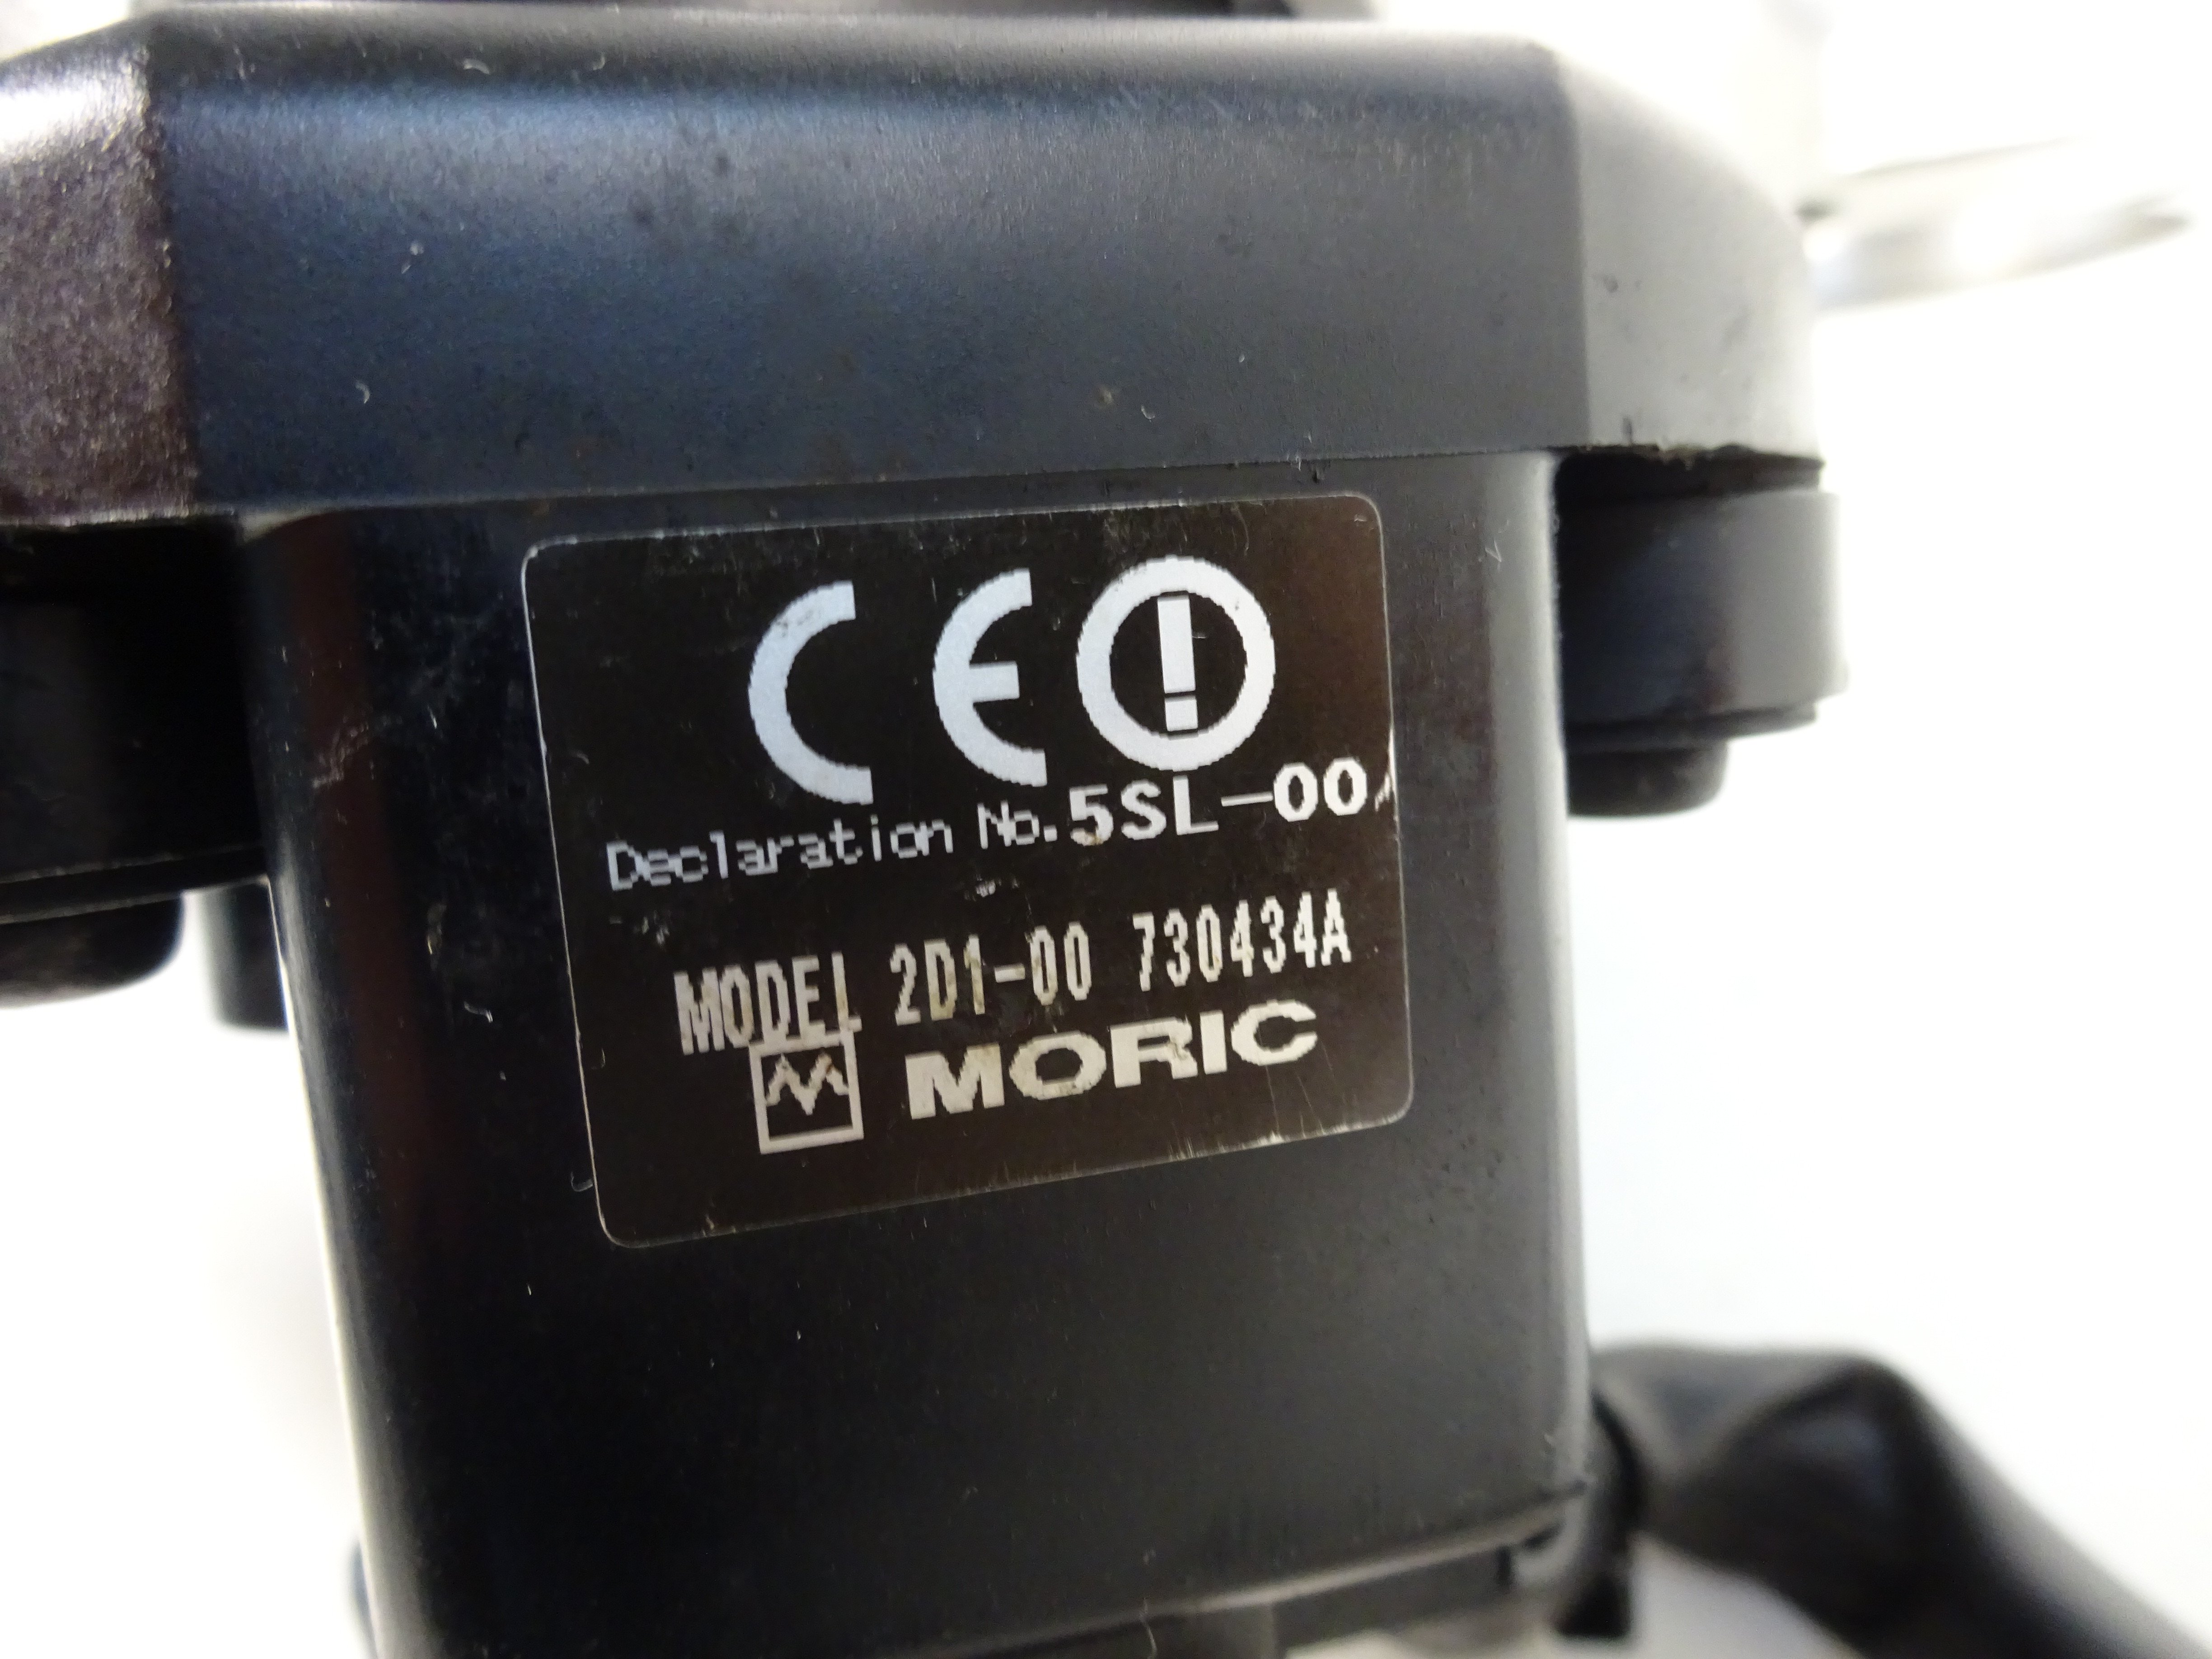 CE
Declaration No. 5SL-00
MODEL 2D1-00 730434A
MORIC